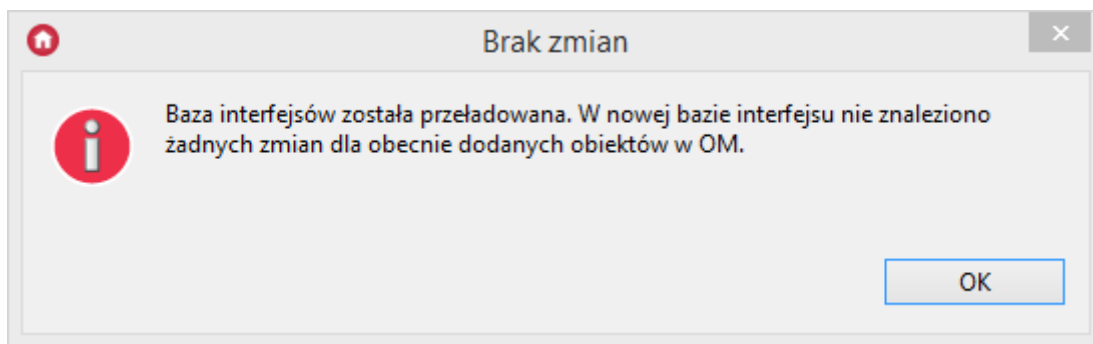 Brak zmian
Baza interfejsów została przeładowana. W nowej bazie interfejsu nie znaleziono
żadnych zmian dla obecnie dodanych obiektów w OM.
OK